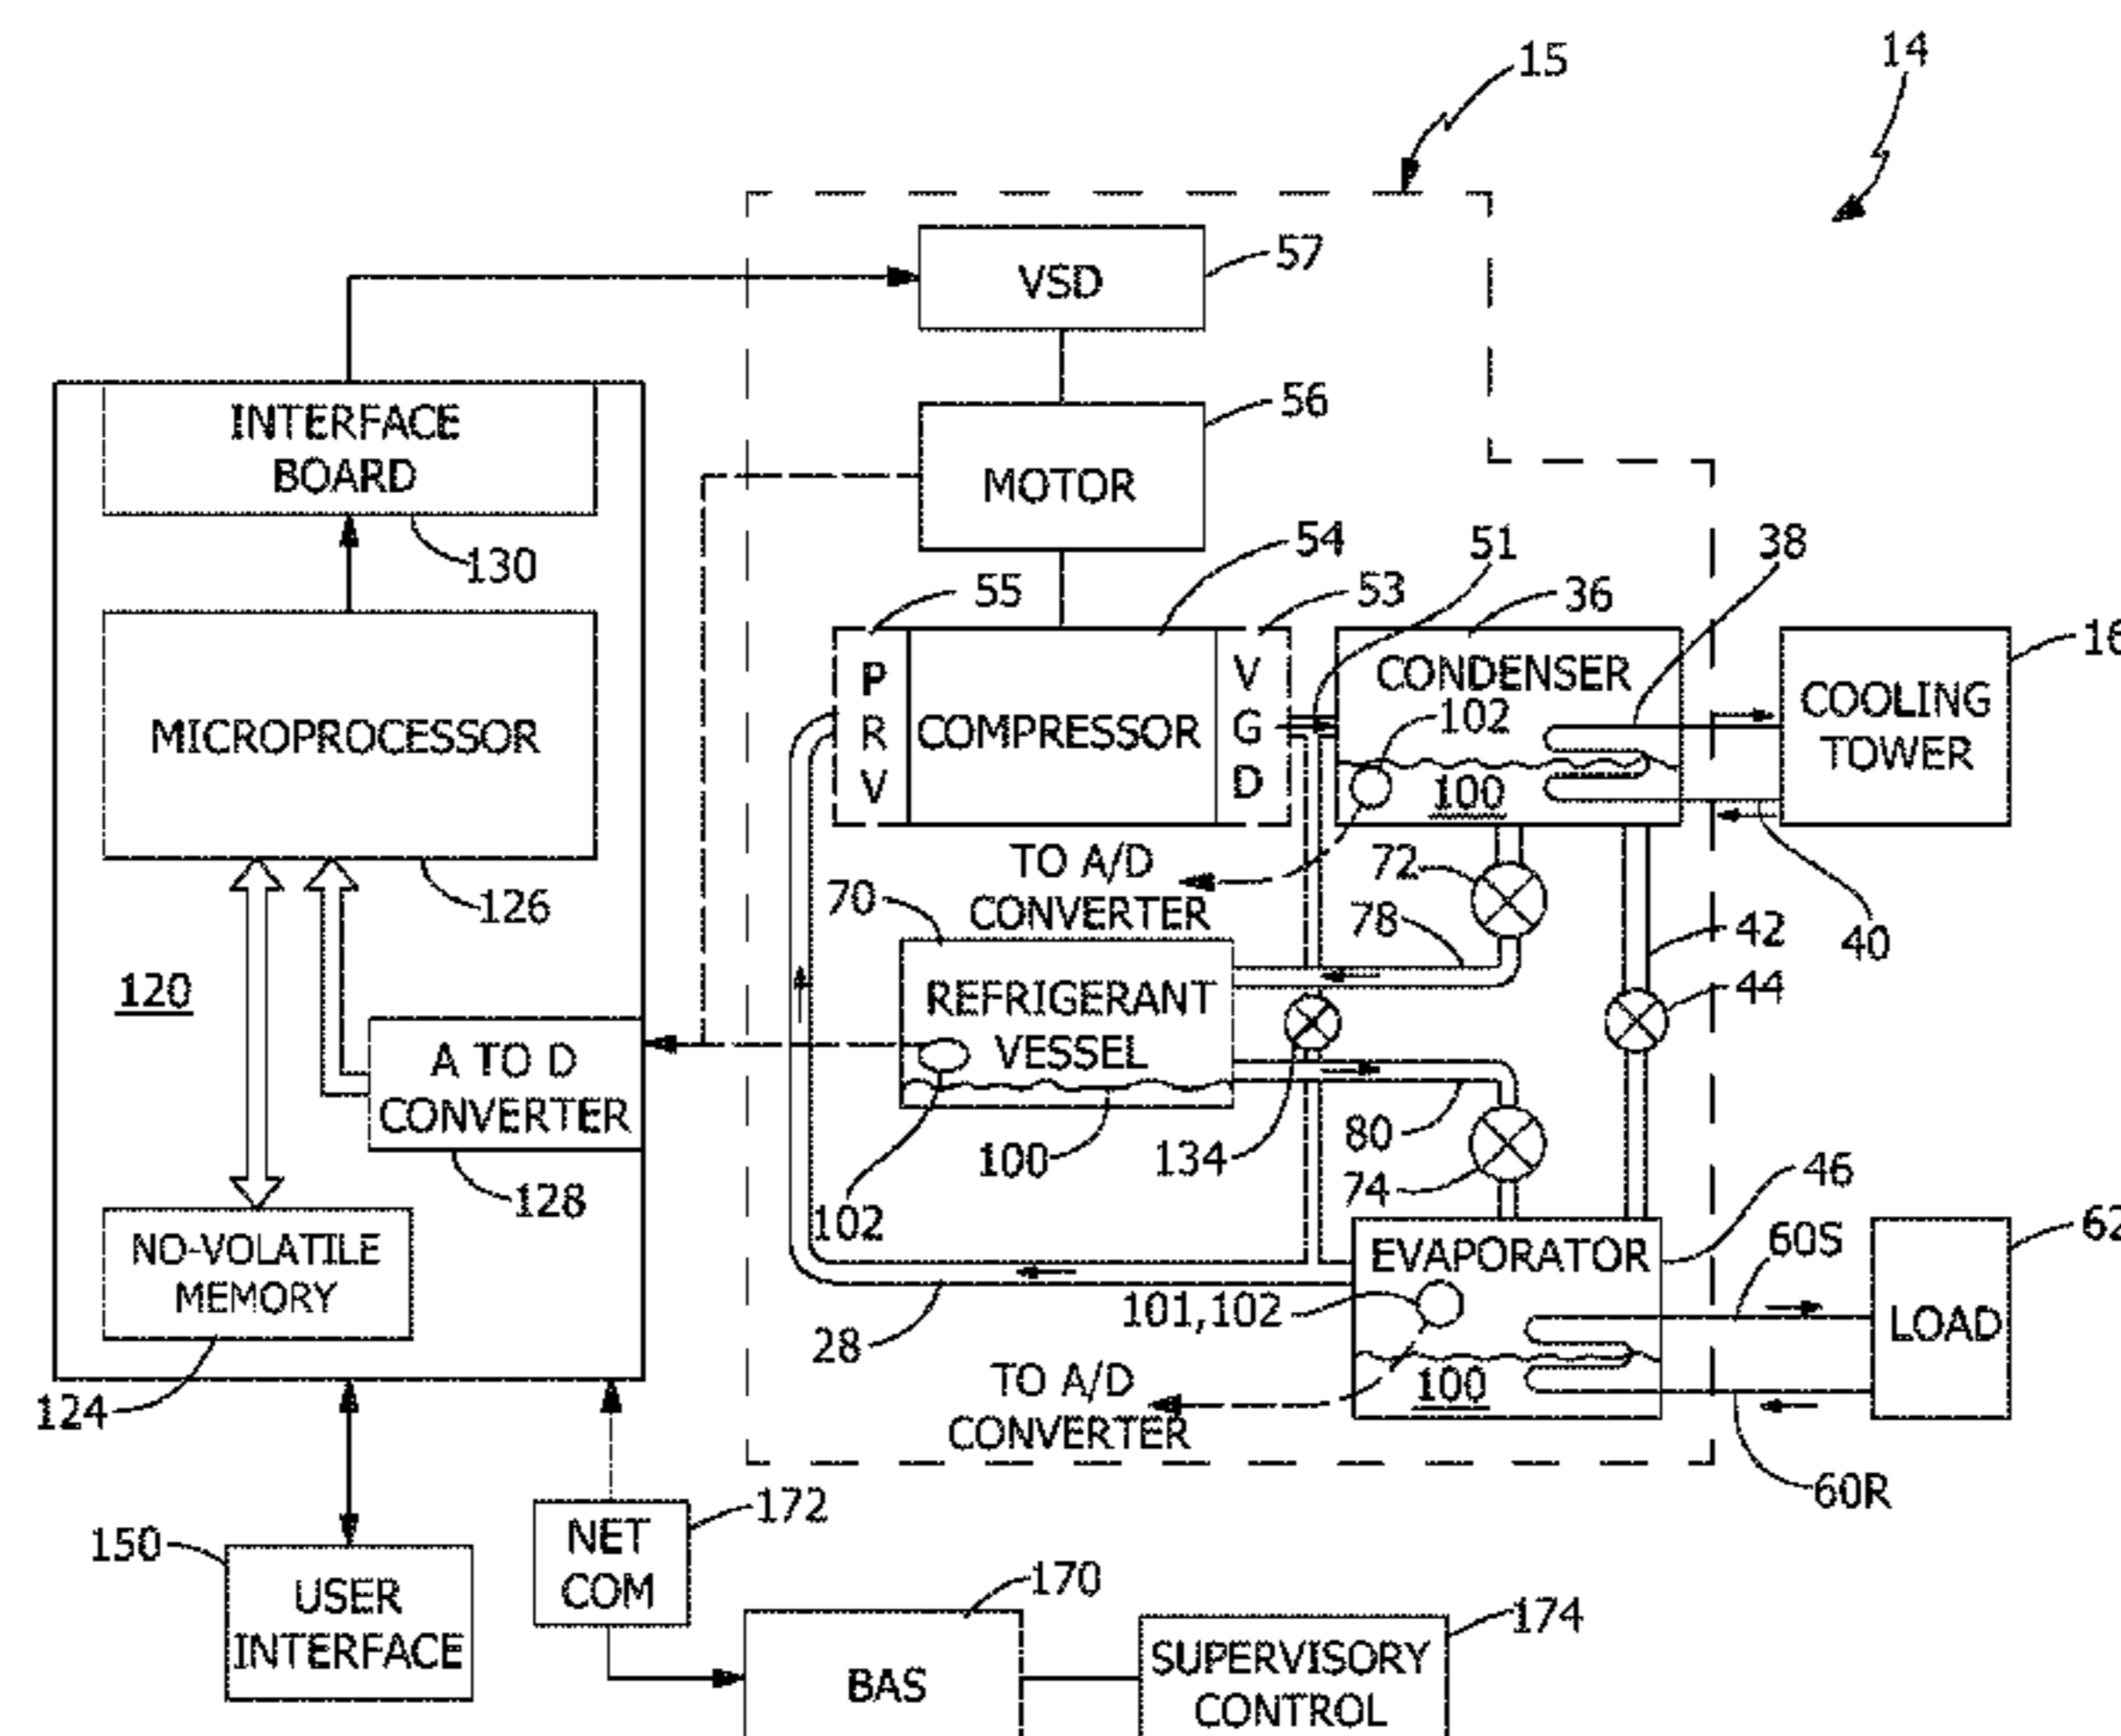 15
14
VSD
57
INTERFACE
BOARD
130
MOTOR
56
55
54
53
51
36
38
MICROPROCESSOR
126
P
R
V
COMPRESSOR
V
G
D
CONDENSER
102
100
COOLING
TOWER
16
TO A/D
CONVERTER
70
72
78
42
40
44
120
REFRIGERANT
VESSEL
A TO D
CONVERTER
128
102
100
134
80
74
46
NO-VOLATILE
MEMORY
124
28
EVAPORATOR
101,102
100
60S
60R
LOAD
62
TO A/D
CONVERTER
150
USER
INTERFACE
NET
COM
172
BAS
170
SUPERVISORY
CONTROL
174